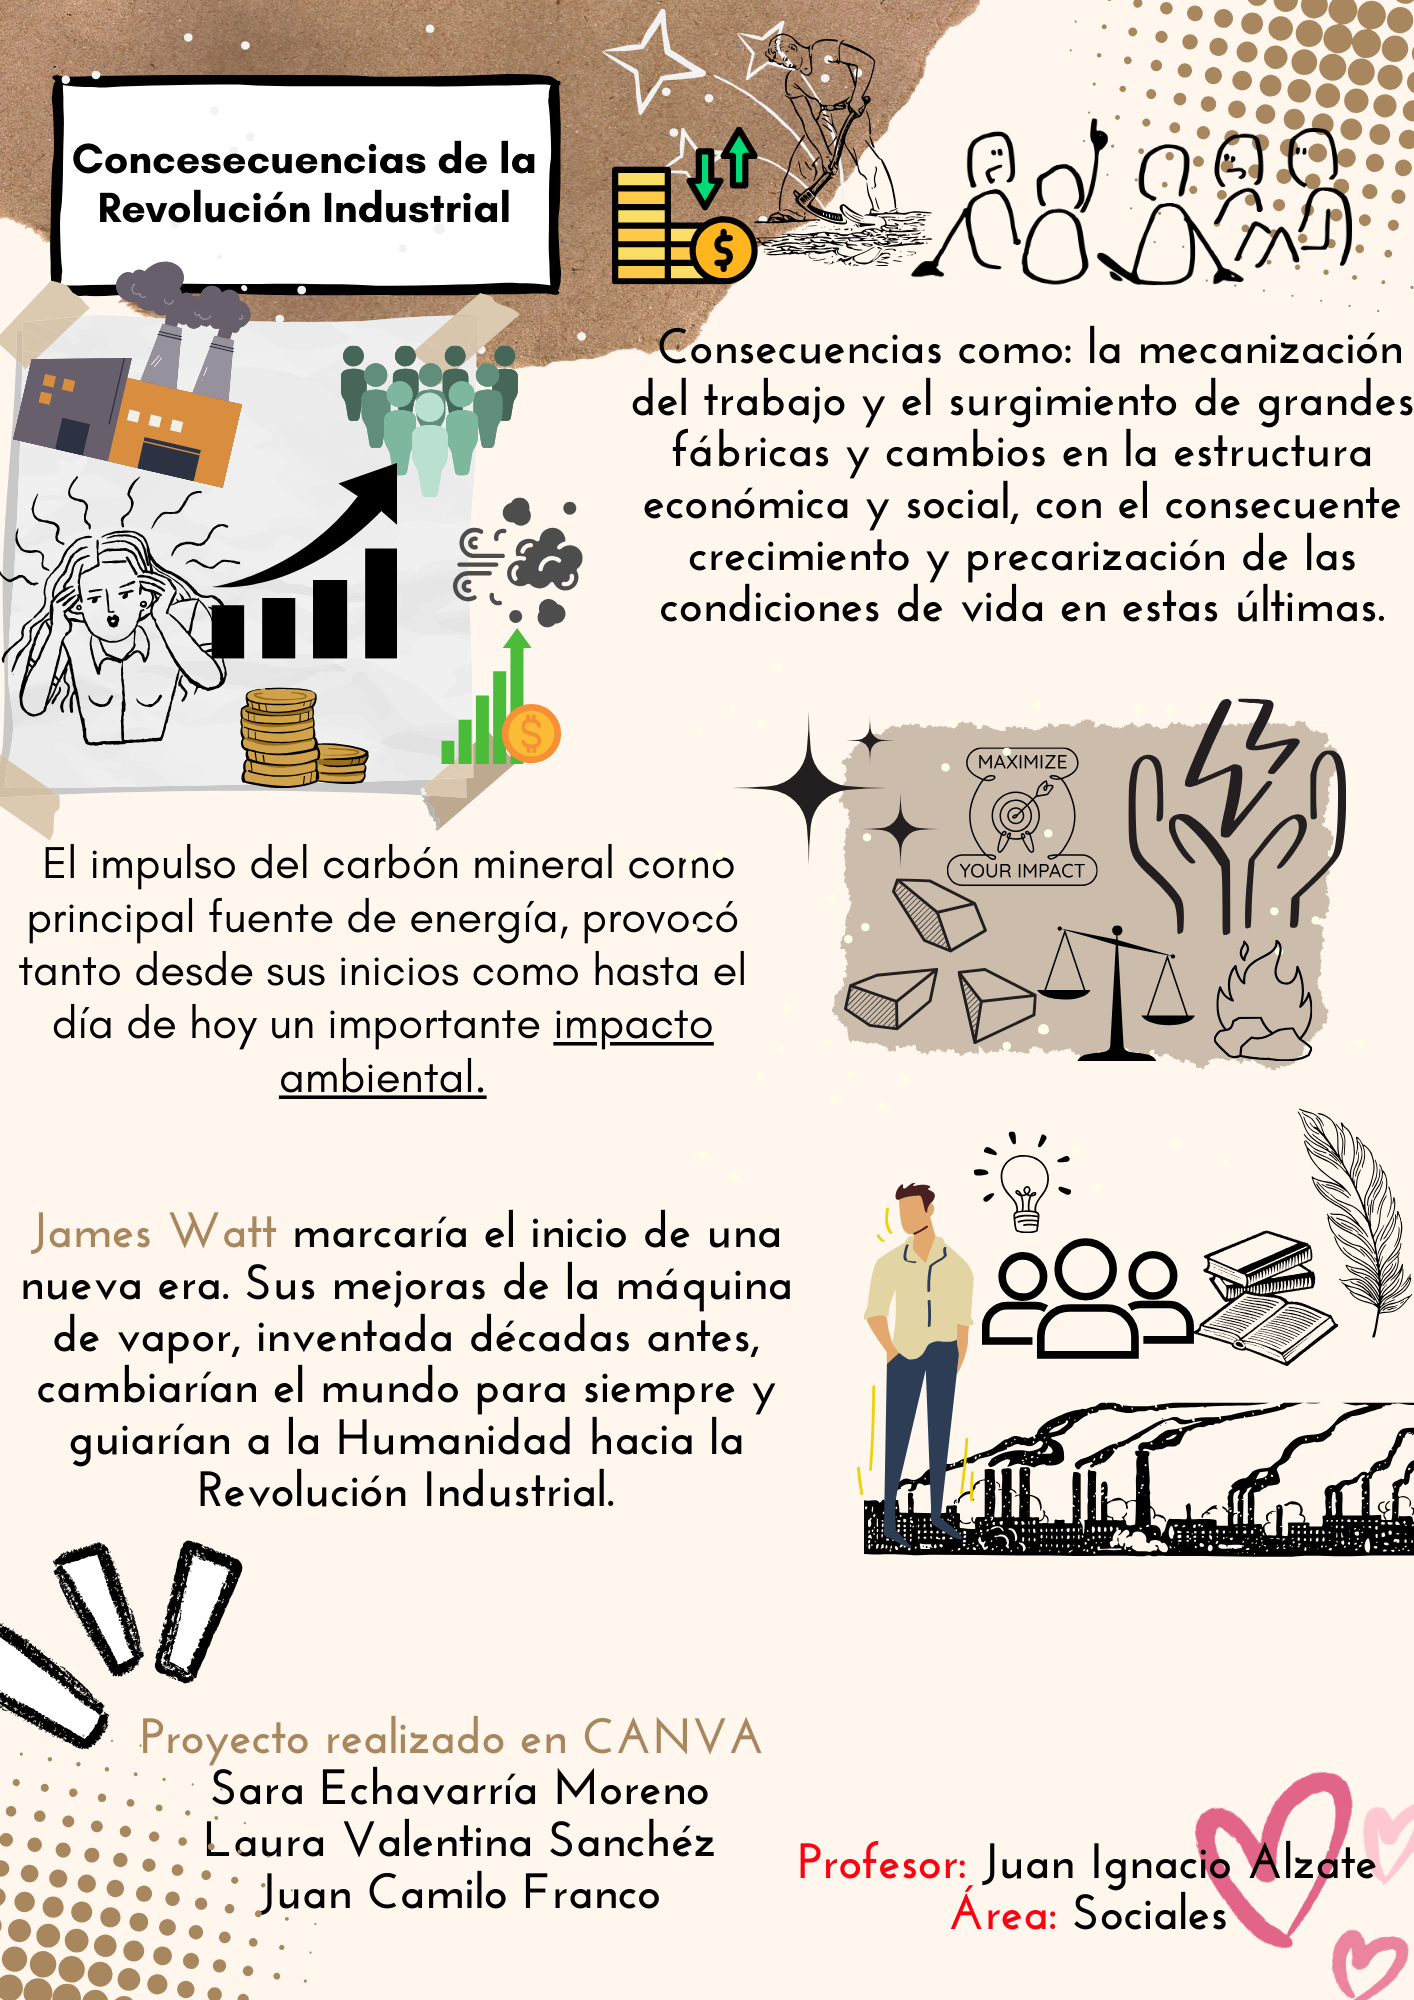 Concesecuencias de la
Revolución Industrial
Consecuencias como: la mecanización
del trabajo y el surgimiento de grandes
fábricas y cambios en la estructura
económica y social, con el consecuente
crecimiento y precarización de las
condiciones de vida en estas últimas.
MAXIMIZE
YOUR IMPACT
El impulso del carbón mineral como
principal fuente de energía, provocó
tanto desde sus inicios como hasta el
día de hoy un importante impacto
ambiental.
James Watt marcaría el inicio de una
nueva era. Sus mejoras de la máquina
de vapor, inventada décadas antes,
cambiarían el mundo para siempre y
guiarían a la Humanidad hacia la
Revolución Industrial.
Proyecto realizado en CANVA
Sara Echavarría Moreno
Laura Valentina Sanchéz
Juan Camilo Franco
Profesor: Juan Ignacio Alzate
Área: Sociales